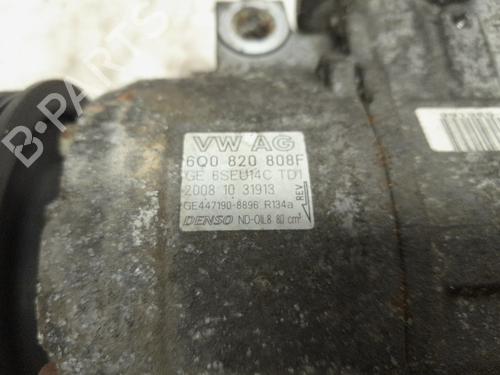 VW AG
6Q0 820 808F
GE 6SEU14C TD1
2008 10 31913
GE447190-8896 R134a
REV
DENSO ND-OIL8 80 cm³
B-PARTS